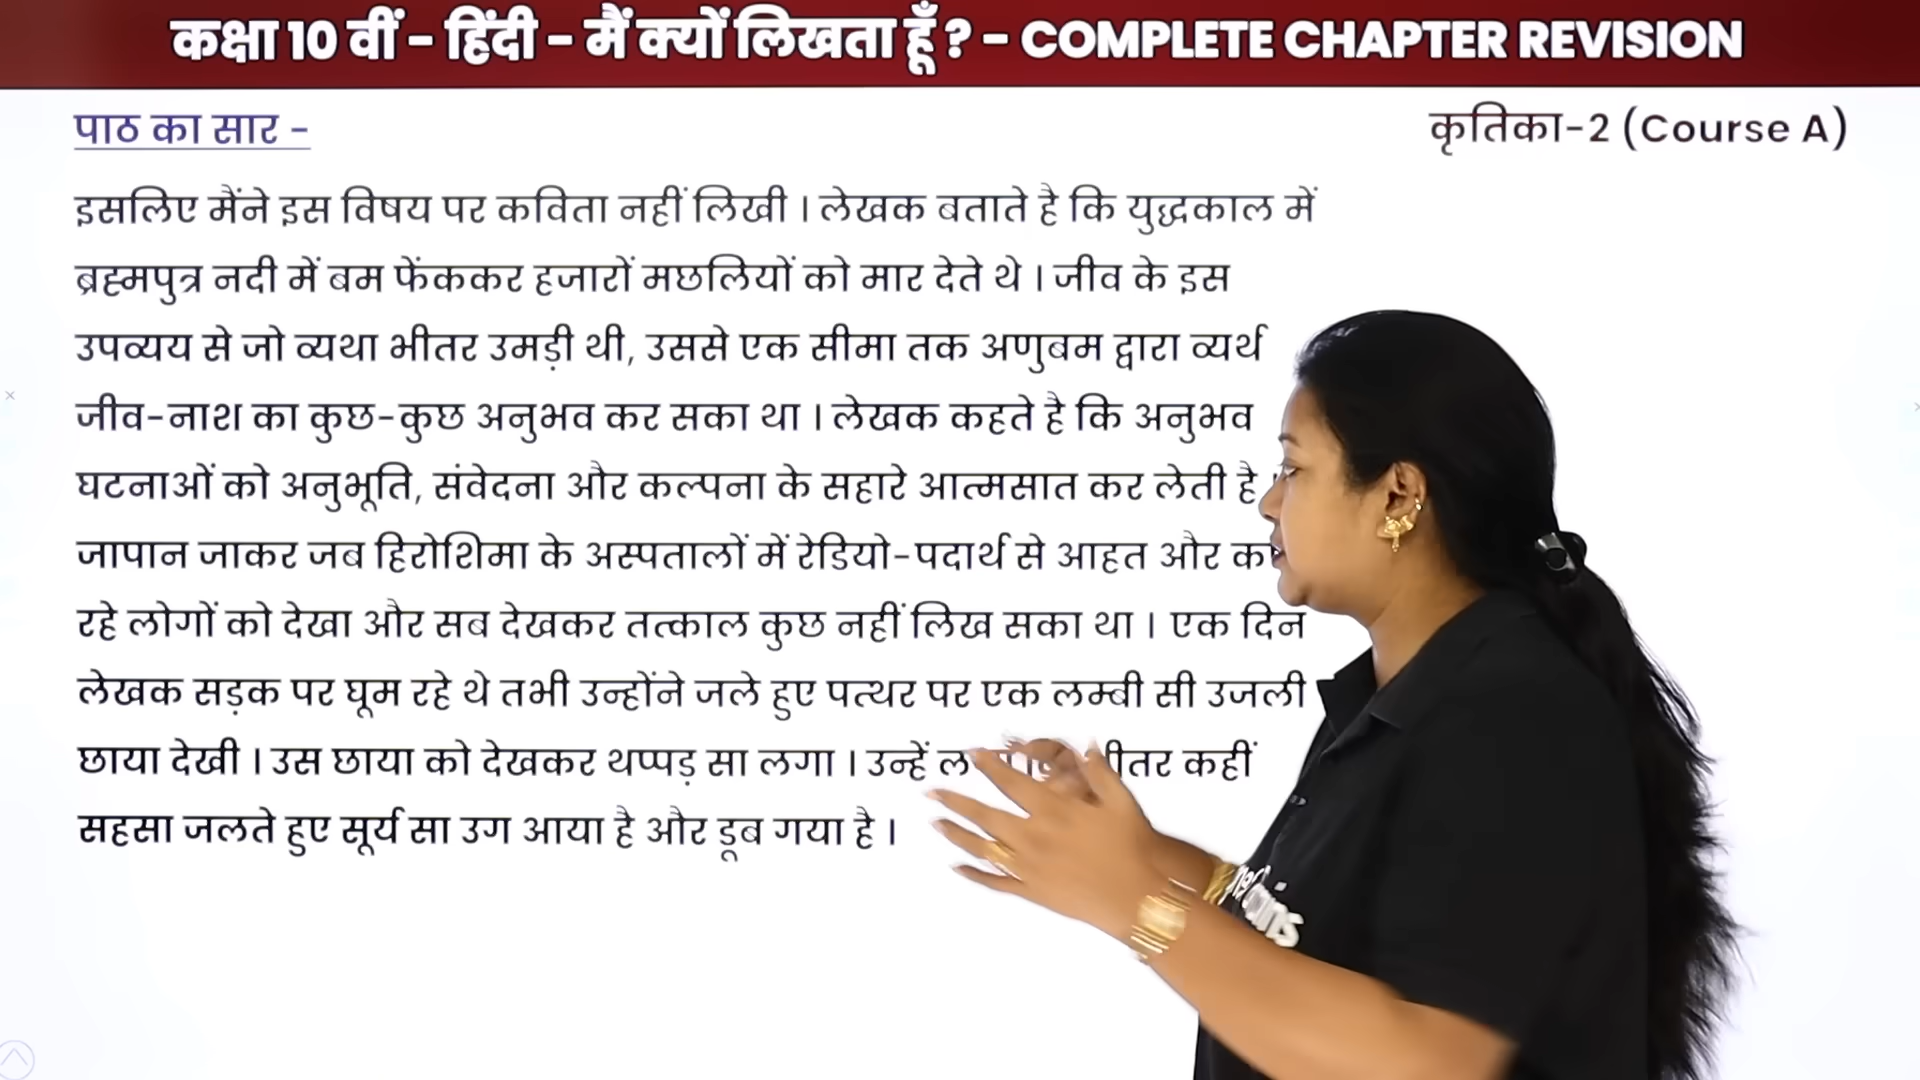 कक्षा 10 वीं - हिंदी - मैं क्यों लिखता हूँ ? - COMPLETE CHAPTER REVISION
पाठ का सार -
कृतिका-2 (Course A)
इसलिए मैंने इस विषय पर कविता नहीं लिखी । लेखक बताते है कि युद्धकाल में
ब्रह्मपुत्र नदी में बम फेंककर हजारों मछलियों को मार देते थे । जीव के इस
उपव्यय से जो व्यथा भीतर उमड़ी थी, उससे एक सीमा तक अणुबम द्वारा व्यर्थ
जीव-नाश का कुछ-कुछ अनुभव कर सका था । लेखक कहते है कि अनुभव
घटनाओं को अनुभूति, संवेदना और कल्पना के सहारे आत्मसात कर लेती है
जापान जाकर जब हिरोशिमा के अस्पतालों में रेडियो-पदार्थ से आहत और
रहे लोगों को देखा और सब देखकर तत्काल कुछ नहीं लिख सका था । एक दिन
लेखक सड़क पर घूम रहे थे तभी उन्होंने जले हुए पत्थर पर एक लम्बी सी उजली
छाया देखी । उस छाया को देखकर थप्पड़ सा लगा । उन्हें कहीं
सहसा जलते हुए सूर्य सा उग आया है और डूब गया है ।